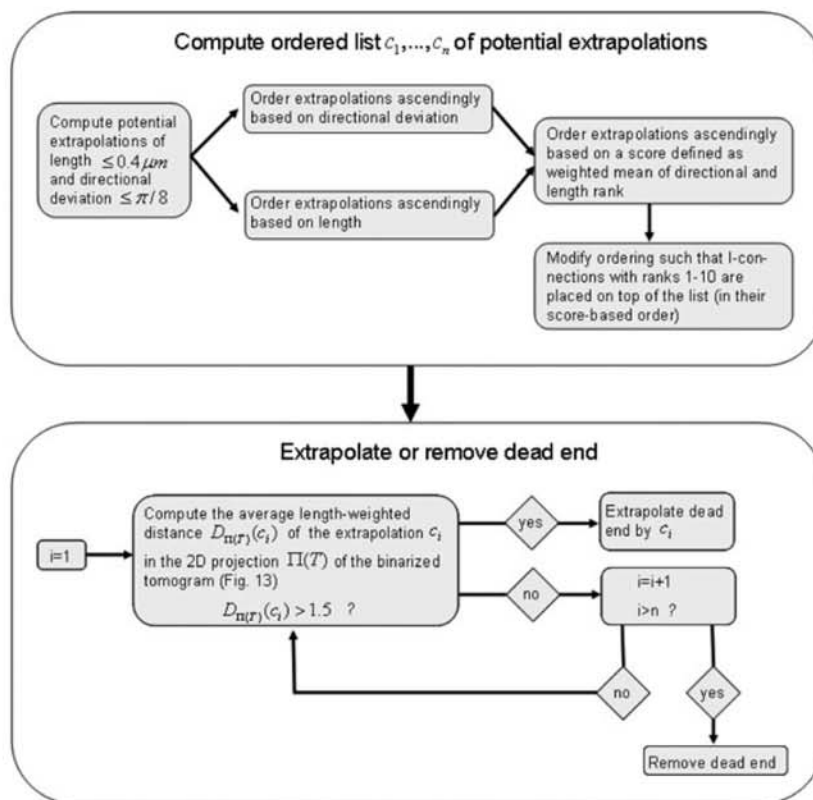 Compute ordered list c₁,...,cₙ of potential extrapolations
Compute potential
extrapolations of
length ≤0.4μm
and directional
deviation ≤π/8
Order extrapolations ascendingly
based on directional deviation
Order extrapolations ascendingly
based on length
Order extrapolations ascendingly
based on a score defined as
weighted mean of directional and
length rank
Modify ordering such that I-con-
nections with ranks 1-10 are
placed on top of the list (in their
score-based order)
Extrapolate or remove dead end
i=1
Compute the average length-weighted
distance D_Π(T)(cᵢ) of the extrapolation cᵢ
in the 2D projection Π(T) of the binarized
tomogram (Fig. 13)
D_Π(T)(cᵢ) > 1.5 ?
yes
Extrapolate dead
end by cᵢ
no
i=i+1
i>n ?
no
yes
Remove dead end